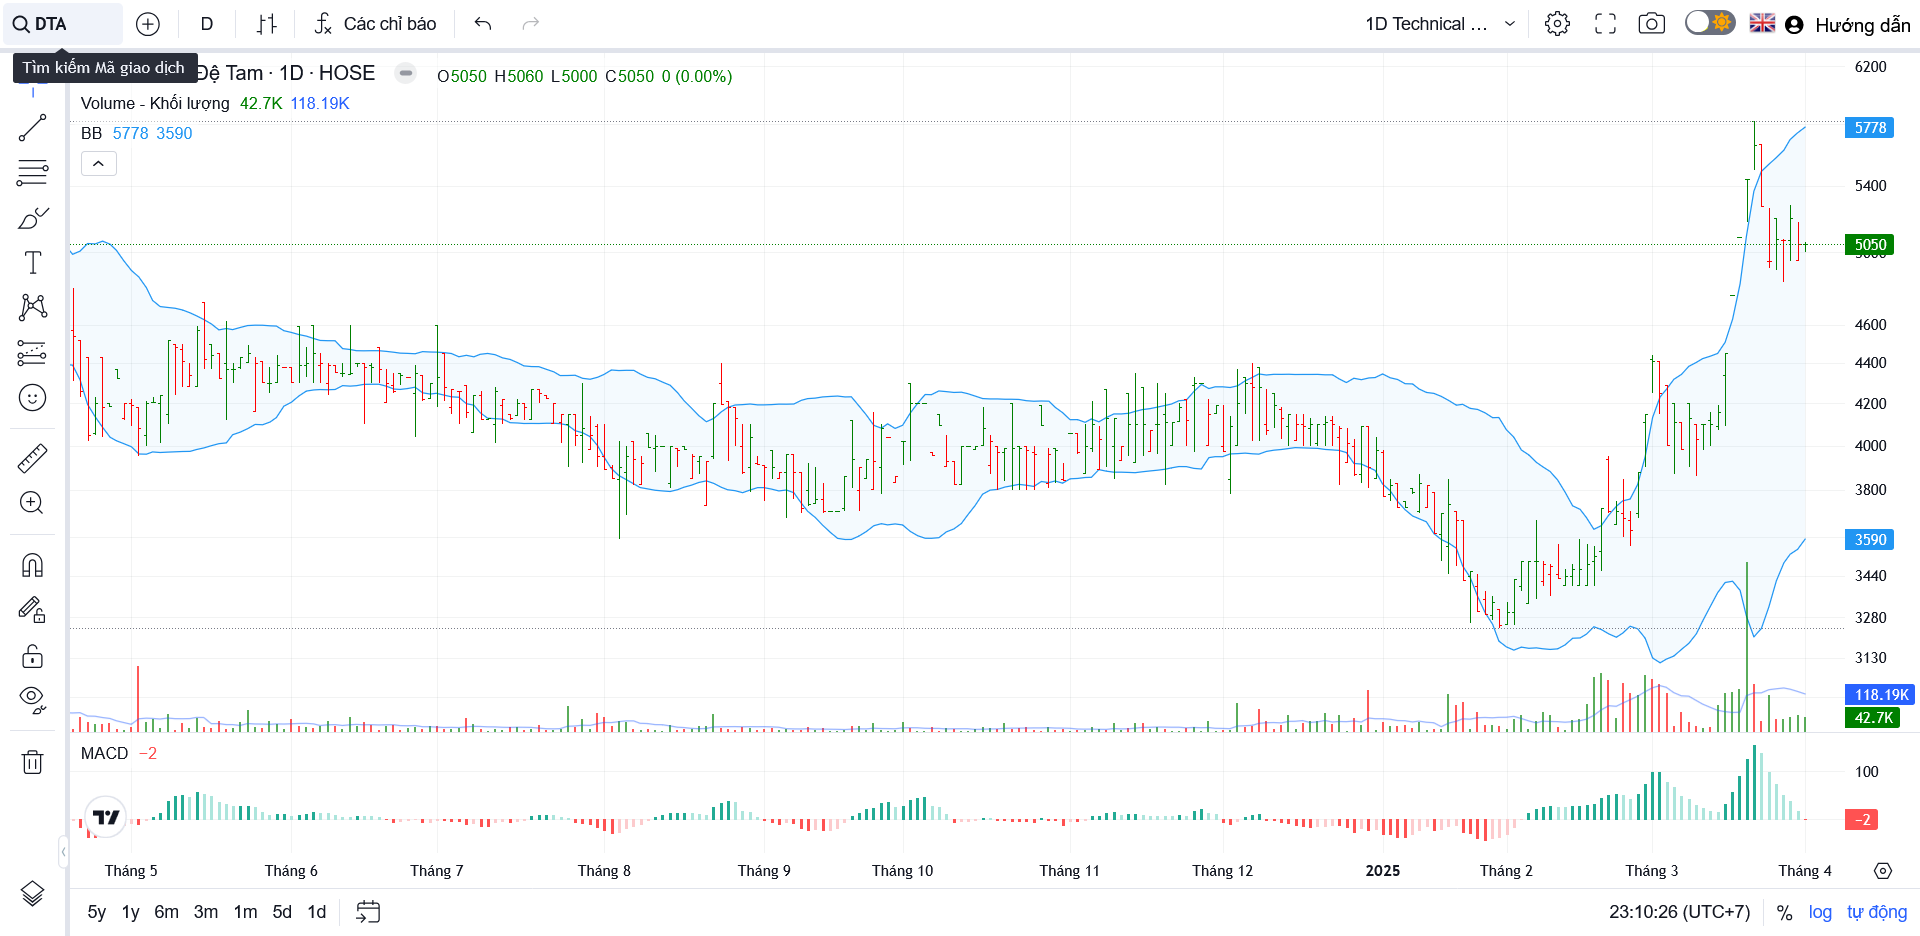 DTA
D
Các chỉ báo
1D Technical ...
Hướng dẫn
Tìm kiếm Mã giao dịch
Đệ Tam · 1D · HOSE
O5050 H5060 L5000 C5050 0 (0.00%)
Volume - Khối lượng 42.7K 118.19K
BB 5778 3590
6200
5778
5400
5050
4600
4400
4200
4000
3800
3590
3440
3280
3130
118.19K
42.7K
MACD −2
100
−2
Tháng 5 Tháng 6 Tháng 7 Tháng 8 Tháng 9 Tháng 10 Tháng 11 Tháng 12 2025 Tháng 2 Tháng 3 Tháng 4
5y 1y 6m 3m 1m 5d 1d
23:10:26 (UTC+7) % log tự động